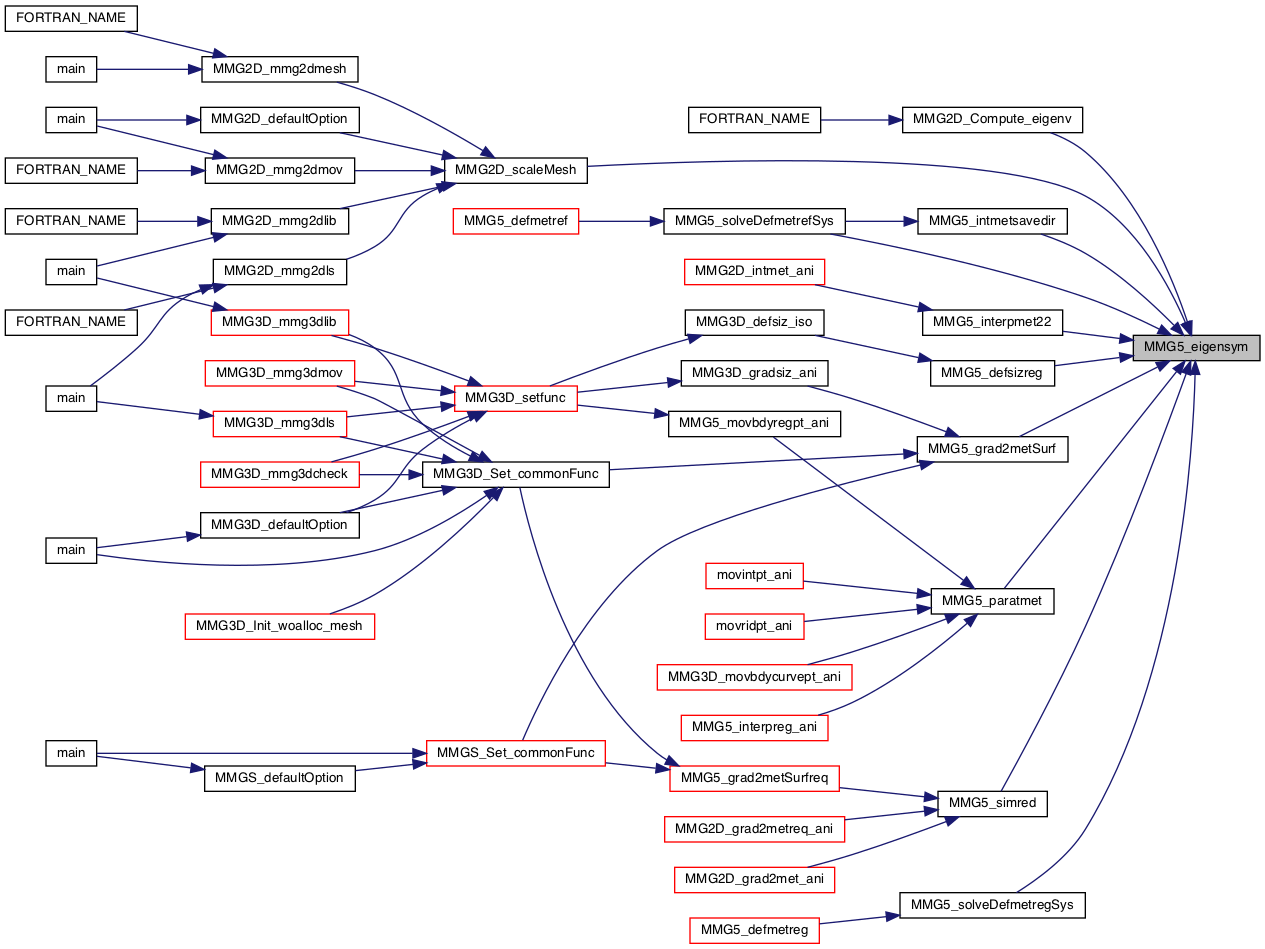 FORTRAN_NAME
main
MMG2D_mmg2dmesh
main
MMG2D_defaultOption
FORTRAN_NAME
MMG2D_Compute_eigenv
FORTRAN_NAME
MMG2D_mmg2dmov
MMG2D_scaleMesh
FORTRAN_NAME
MMG2D_mmg2dlib
MMG5_defmetref
MMG5_solveDefmetrefSys
MMG5_intmetsavedir
main
MMG2D_mmg2dls
MMG2D_intmet_ani
FORTRAN_NAME
MMG3D_mmg3dlib
MMG3D_defsiz_iso
MMG5_interpmet22
MMG5_eigensym
MMG3D_mmg3dmov
MMG3D_gradsiz_ani
MMG5_defsizreg
main
MMG3D_setfunc
MMG3D_mmg3dls
MMG5_movbdyregpt_ani
MMG5_grad2metSurf
MMG3D_mmg3dcheck
MMG3D_Set_commonFunc
MMG3D_defaultOption
main
movintpt_ani
MMG5_paratmet
MMG3D_Init_woalloc_mesh
movridpt_ani
MMG3D_movbdycurvept_ani
MMG5_interpreg_ani
main
MMGS_Set_commonFunc
MMGS_defaultOption
MMG5_grad2metSurfreq
MMG5_simred
MMG2D_grad2metreq_ani
MMG2D_grad2met_ani
MMG5_solveDefmetregSys
MMG5_defmetreg